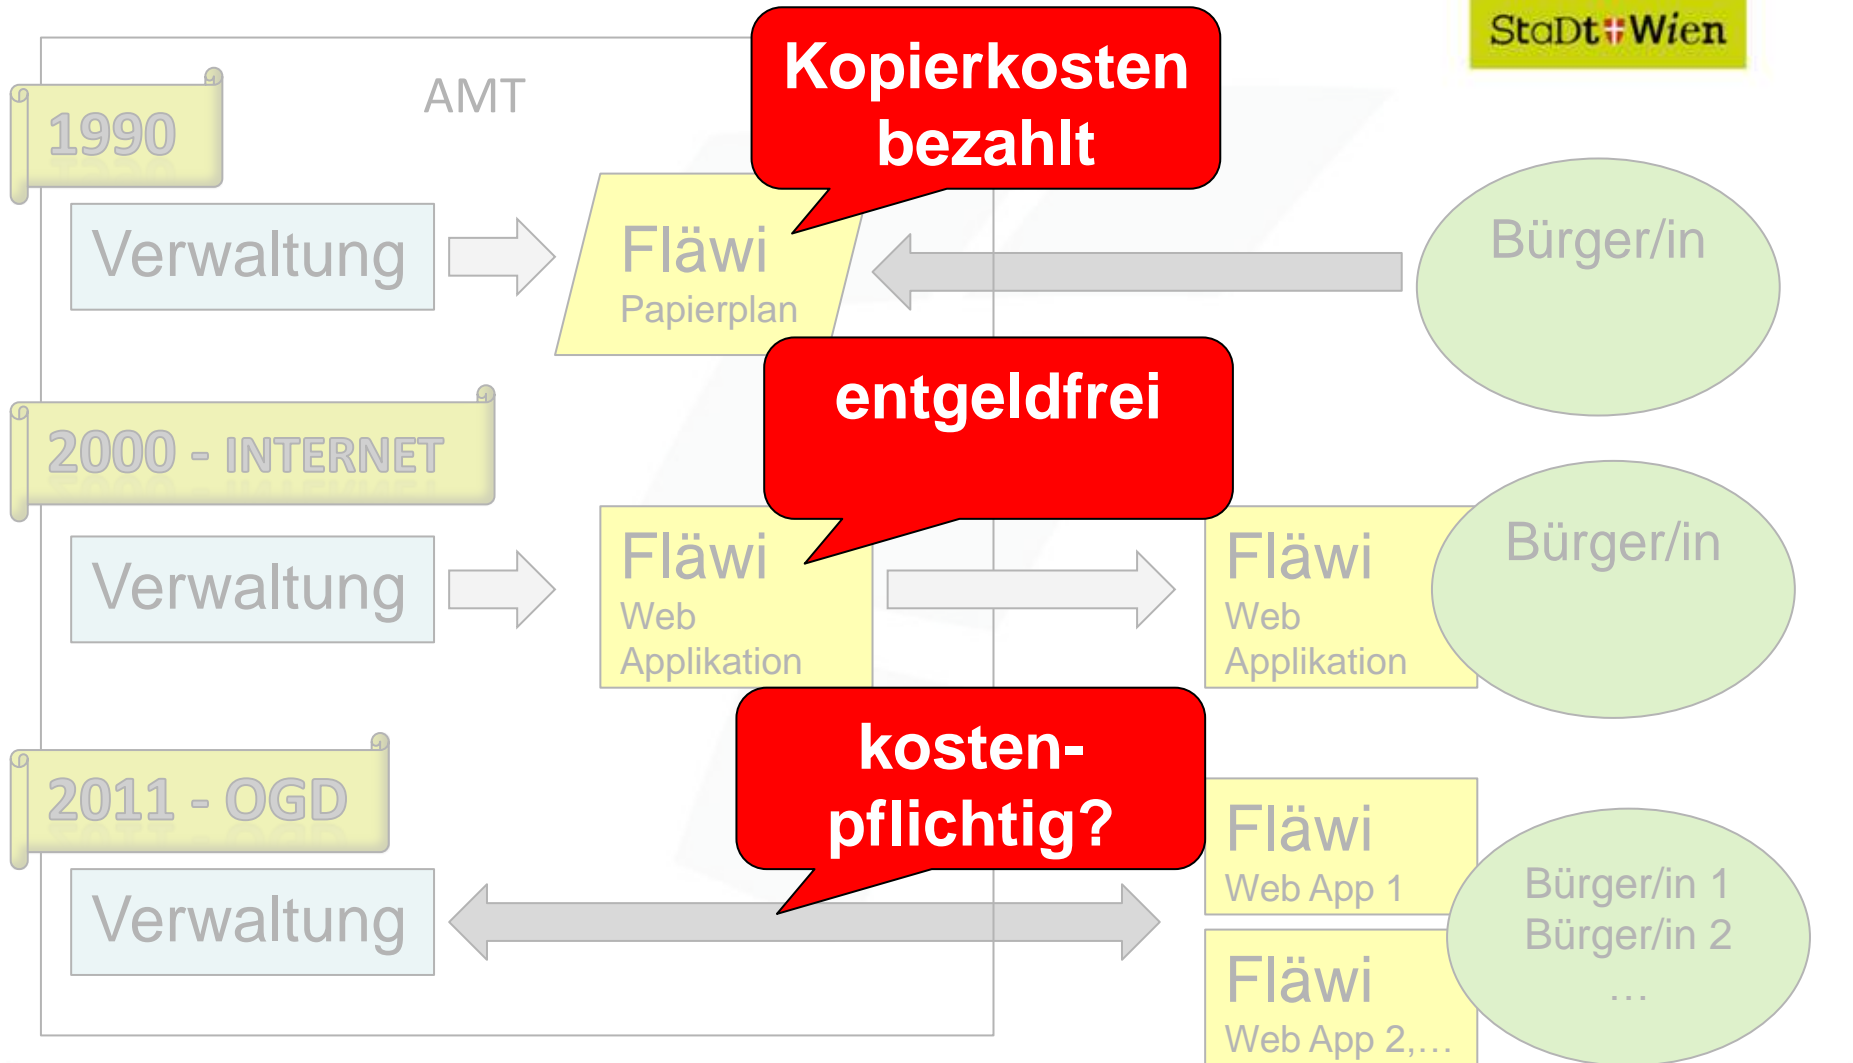 StaDt Wien
Kopierkosten
bezahlt
AMT
1990
Verwaltung
Fläwi
Papierplan
Bürger/in
entgeldfrei
2000 - INTERNET
Verwaltung
Fläwi
Web
Applikation
Fläwi
Web
Applikation
Bürger/in
kosten-
pflichtig?
2011 - OGD
Verwaltung
Fläwi
Web App 1
Fläwi
Web App 2,...
Bürger/in 1
Bürger/in 2
...